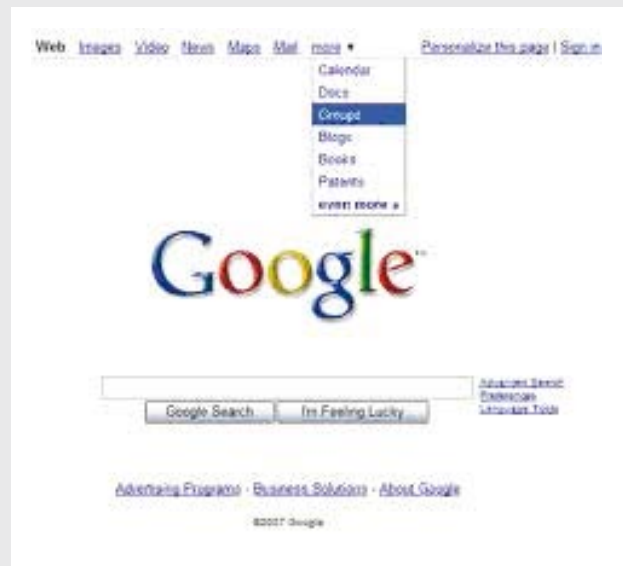 Web Images Video News Maps Mail more ▼ Personalize this page | Sign in
Calendar
Docs
Groups
Blogs
Books
Patents
even more »
Google™
Advanced Search
Preferences
Language Tools
Google Search I'm Feeling Lucky
Advertising Programs - Business Solutions - About Google
©2007 Google